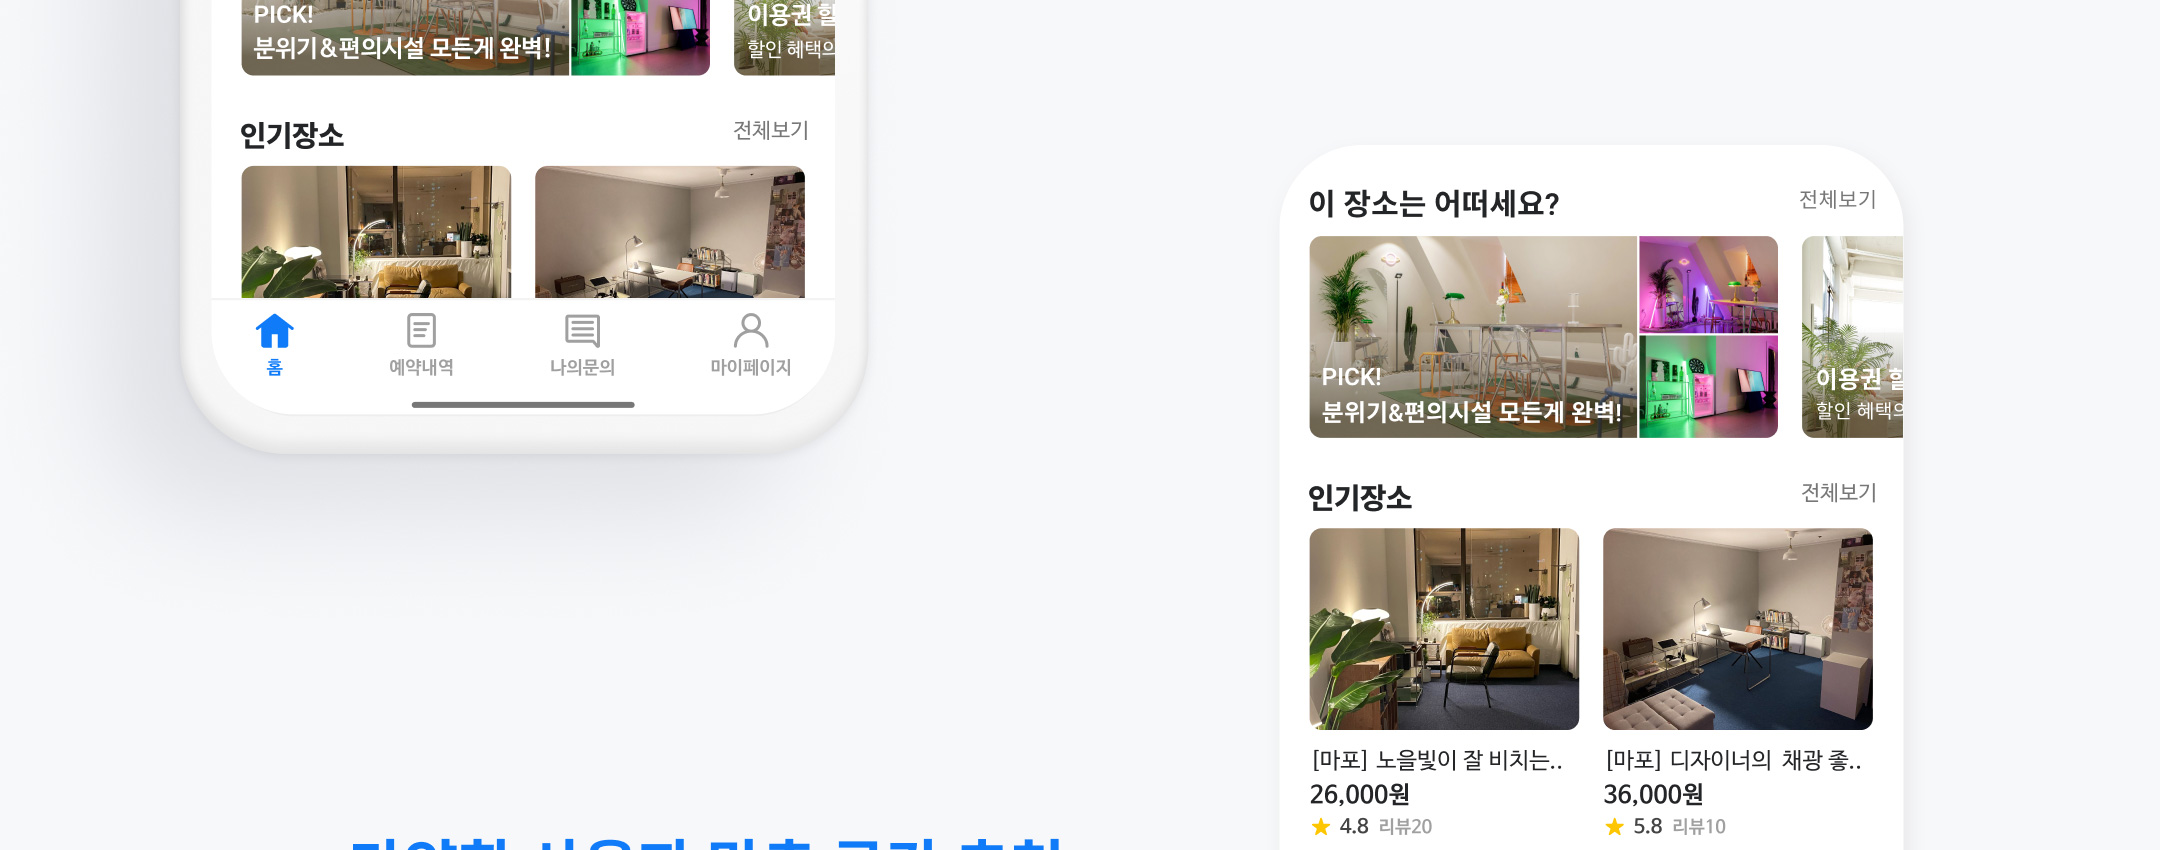 PICK!
분위기&편의시설 모든게 완벽!
이용권 할
할인 혜택의
인기장소
전체보기
홈
예약내역
나의문의
마이페이지
이 장소는 어떠세요?
전체보기
PICK!
분위기&편의시설 모든게 완벽!
이용권 할
할인 혜택의
인기장소
전체보기
[마포] 노을빛이 잘 비치는..
26,000원
4.8 리뷰20
[마포] 디자이너의 채광 좋..
36,000원
5.8 리뷰10